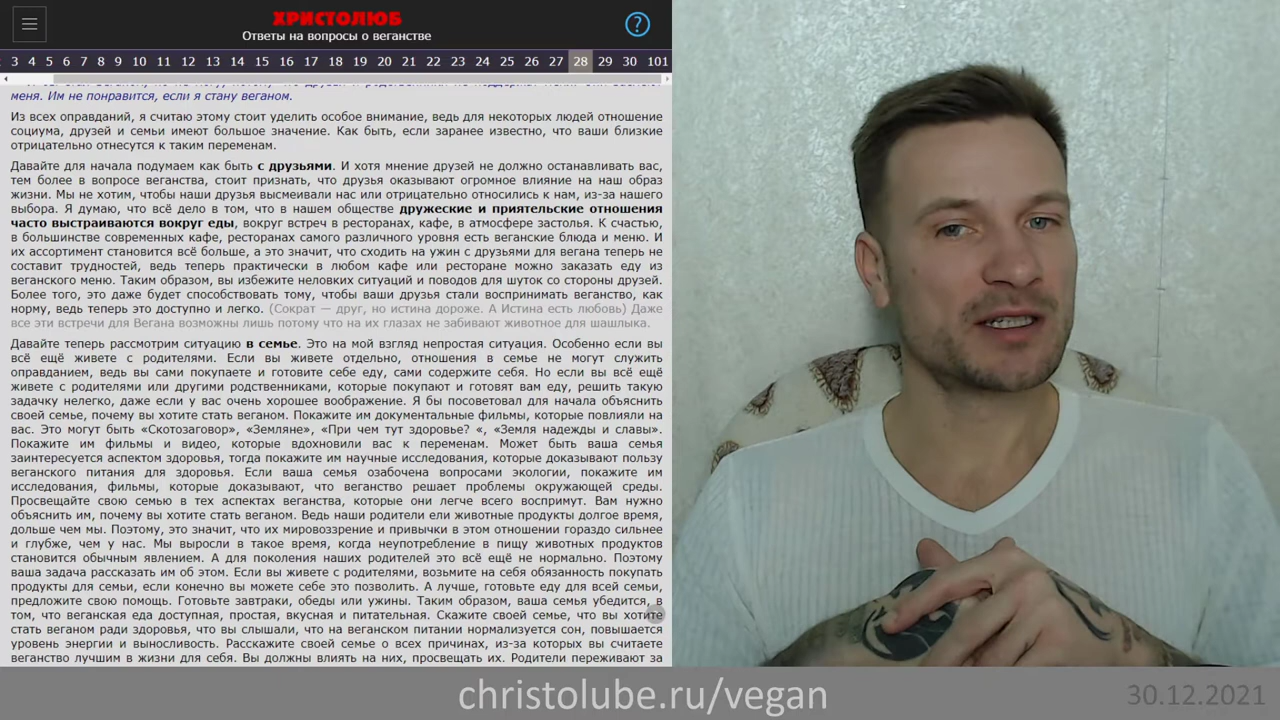 ХРИСТОЛЮБ
Ответы на вопросы о веганстве
3 4 5 6 7 8 9 10 11 12 13 14 15 16 17 18 19 20 21 22 23 24 25 26 27 28 29 30 101
меня. Им не понравится, если я стану веганом.
Из всех оправданий, я считаю этому стоит уделить особое внимание, ведь для некоторых людей отношение
социума, друзей и семьи имеют большое значение. Как быть, если заранее известно, что ваши близкие
отрицательно отнесутся к таким переменам.
Давайте для начала подумаем как быть с друзьями. И хотя мнение друзей не должно останавливать вас,
тем более в вопросе веганства, стоит признать, что друзья оказывают огромное влияние на наш образ
жизни. Мы не хотим, чтобы наши друзья высмеивали нас или отрицательно относились к нам, из-за нашего
выбора. Я думаю, что всё дело в том, что в нашем обществе дружеские и приятельские отношения
часто выстраиваются вокруг еды, вокруг встреч в ресторанах, кафе, в атмосфере застолья. К счастью,
в большинстве современных кафе, ресторанах самого различного уровня есть веганские блюда и меню. И
их ассортимент становится всё больше, а это значит, что сходить на ужин с друзьями для вегана теперь не
составит трудностей, ведь теперь практически в любом кафе или ресторане можно заказать еду из
веганского меню. Таким образом, вы избежите неловких ситуаций и поводов для шуток со стороны друзей.
Более того, это даже будет способствовать тому, чтобы ваши друзья стали воспринимать веганство, как
норму, ведь теперь это доступно и легко. (Сократ — друг, но истина дороже. А Истина есть любовь) Даже
все эти встречи для Вегана возможны лишь потому что на их глазах не забивают животное для шашлыка.
Давайте теперь рассмотрим ситуацию в семье. Это на мой взгляд непростая ситуация. Особенно если вы
всё ещё живете с родителями. Если вы живете отдельно, отношения в семье не могут служить
оправданием, ведь вы сами покупаете и готовите себе еду, сами содержите себя. Но если вы всё ещё
живете с родителями или другими родственниками, которые покупают и готовят вам еду, решить такую
задачку нелегко, даже если у вас очень хорошее воображение. Я бы посоветовал для начала объяснить
своей семье, почему вы хотите стать веганом. Покажите им документальные фильмы, которые повлияли на
вас. Это могут быть «Скотозаговор», «Земляне», «При чем тут здоровье? «, «Земля надежды и славы».
Покажите им фильмы и видео, которые вдохновили вас к переменам. Может быть ваша семья
заинтересуется аспектом здоровья, тогда покажите им научные исследования, которые доказывают пользу
веганского питания для здоровья. Если ваша семья озабочена вопросами экологии, покажите им
исследования, фильмы, которые доказывают, что веганство решает проблемы окружающей среды.
Просвещайте свою семью в тех аспектах веганства, которые они легче всего воспримут. Вам нужно
объяснить им, почему вы хотите стать веганом. Ведь наши родители ели животные продукты долгое время,
дольше чем мы. Поэтому, это значит, что их мировоззрение и привычки в этом отношении гораздо сильнее
и глубже, чем у нас. Мы выросли в такое время, когда неупотребление в пищу животных продуктов
становится обычным явлением. А для поколения наших родителей это всё ещё не нормально. Поэтому
ваша задача рассказать им об этом. Если вы живете с родителями, возьмите на себя обязанность покупать
продукты для семьи, если конечно вы можете себе это позволить. А лучше, готовьте еду для всей семьи,
предложите свою помощь. Готовьте завтраки, обеды или ужины. Таким образом, ваша семья убедится, в
том, что веганская еда доступная, простая, вкусная и питательная. Скажите своей семье, что вы хотите
стать веганом ради здоровья, что вы слышали, что на веганском питании нормализуется сон, повышается
уровень энергии и выносливость. Расскажите своей семье о всех причинах, из-за которых вы считаете
веганство лучшим в жизни для себя. Вы должны влиять на них, просвещать их. Родители переживают за
christolube.ru/vegan
30.12.2021